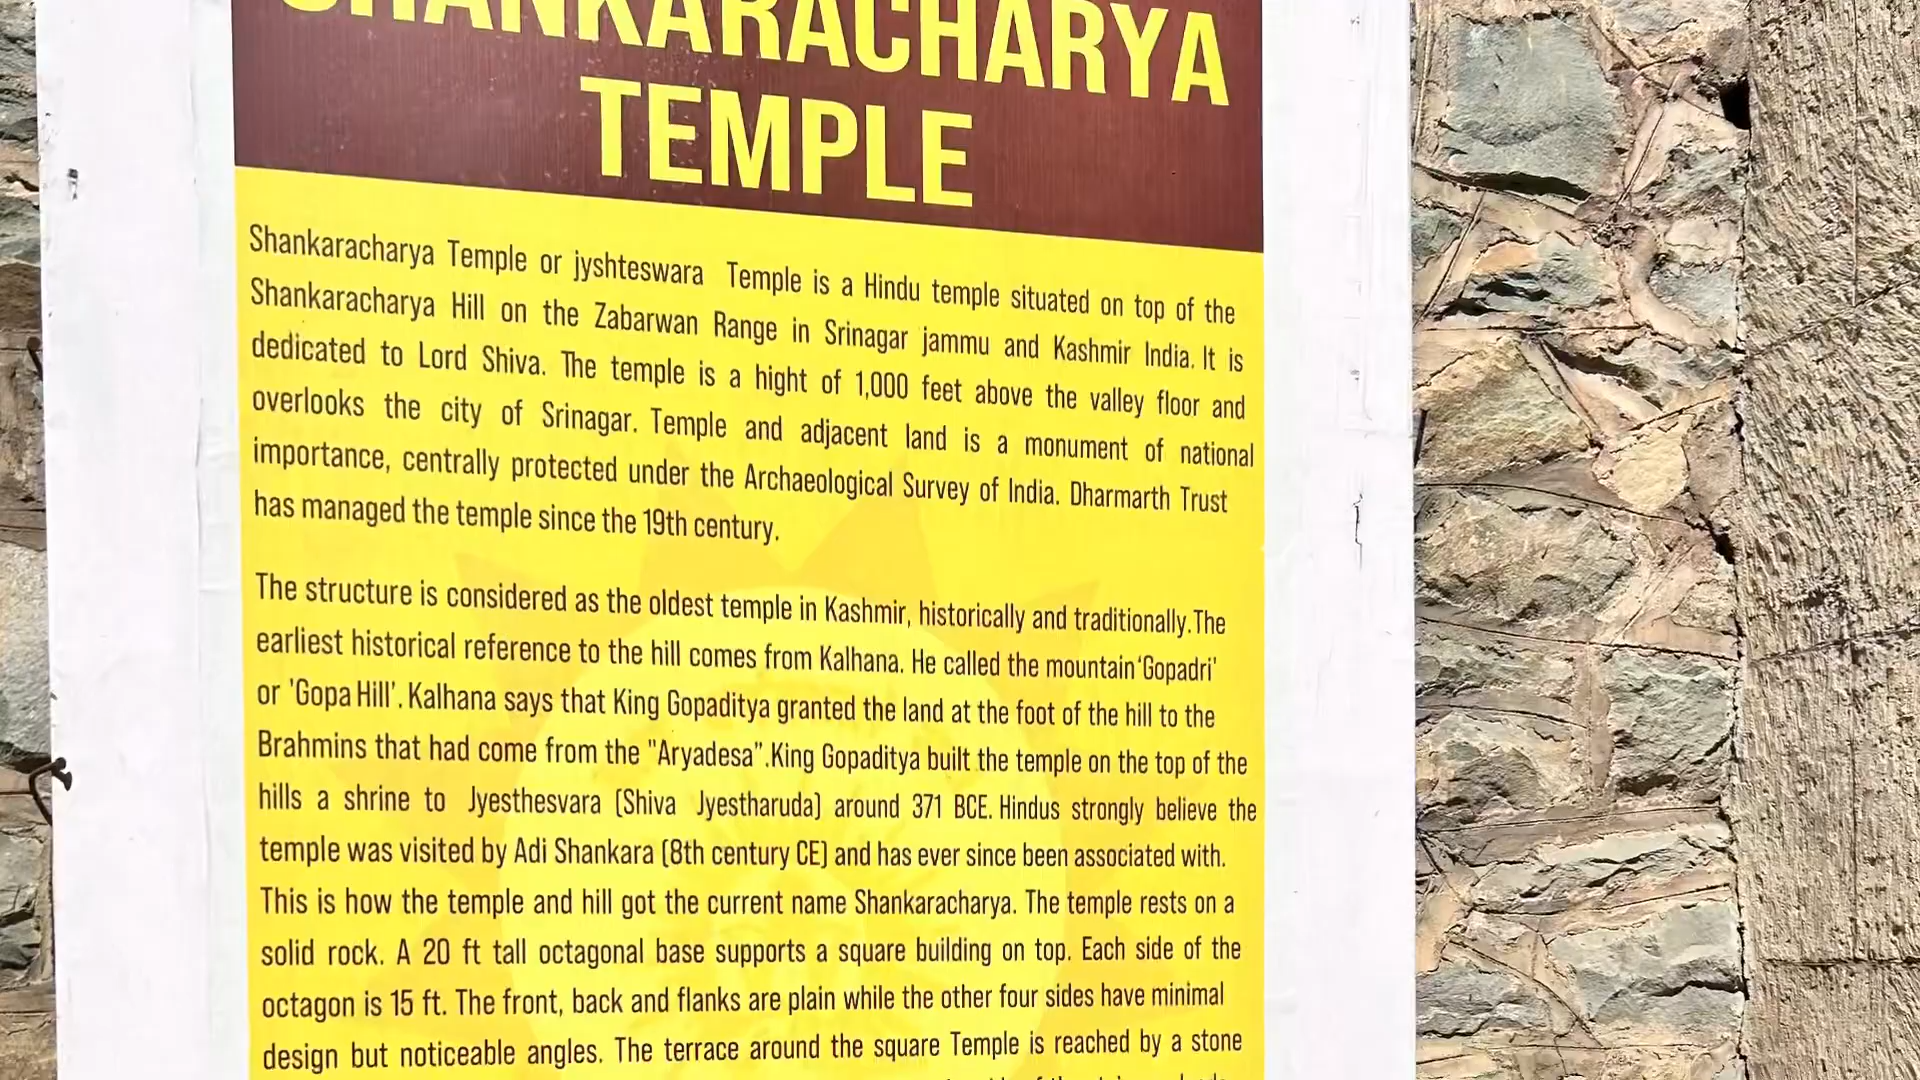 SHANKARACHARYA
TEMPLE
Shankaracharya Temple or jyshteswara Temple is a Hindu temple situated on top of the
Shankaracharya Hill on the Zabarwan Range in Srinagar jammu and Kashmir India. It is
dedicated to Lord Shiva. The temple is a hight of 1,000 feet above the valley floor and
overlooks the city of Srinagar. Temple and adjacent land is a monument of national
importance, centrally protected under the Archaeological Survey of India. Dharmarth Trust
has managed the temple since the 19th century.
The structure is considered as the oldest temple in Kashmir, historically and traditionally.The
earliest historical reference to the hill comes from Kalhana. He called the mountain'Gopadri'
or 'Gopa Hill'. Kalhana says that King Gopaditya granted the land at the foot of the hill to the
Brahmins that had come from the "Aryadesa".King Gopaditya built the temple on the top of the
hills a shrine to Jyesthesvara (Shiva Jyestharuda) around 371 BCE. Hindus strongly believe the
temple was visited by Adi Shankara (8th century CE) and has ever since been associated with.
This is how the temple and hill got the current name Shankaracharya. The temple rests on a
solid rock. A 20 ft tall octagonal base supports a square building on top. Each side of the
octagon is 15 ft. The front, back and flanks are plain while the other four sides have minimal
design but noticeable angles. The terrace around the square Temple is reached by a stone